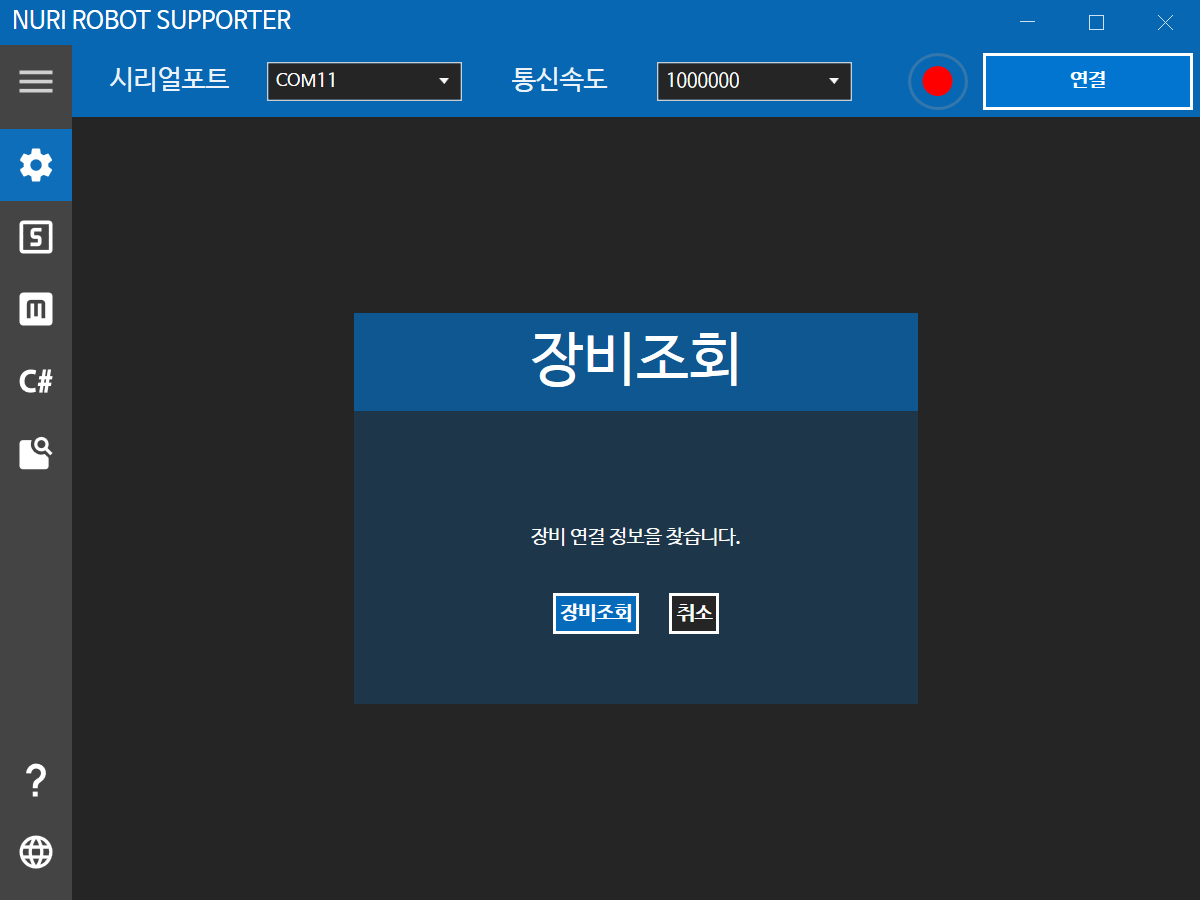 NURI ROBOT SUPPORTER
시리얼포트 COM11 통신속도 1000000 연결
S
m
C#
장비조회
장비 연결 정보을 찾습니다.
장비조회 취소
?